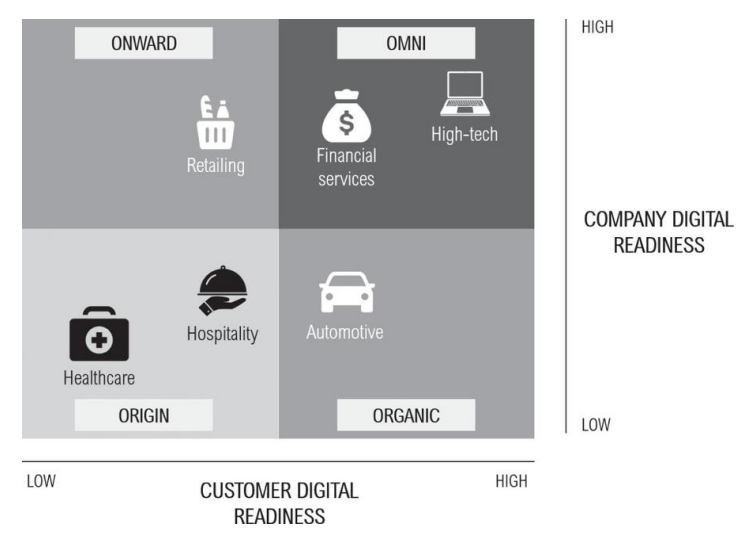 ONWARD
OMNI
HIGH
$
Retailing
Financial
services
High-tech
COMPANY DIGITAL
READINESS
Healthcare
Hospitality
Automotive
ORIGIN
ORGANIC
LOW
LOW
CUSTOMER DIGITAL
READINESS
HIGH